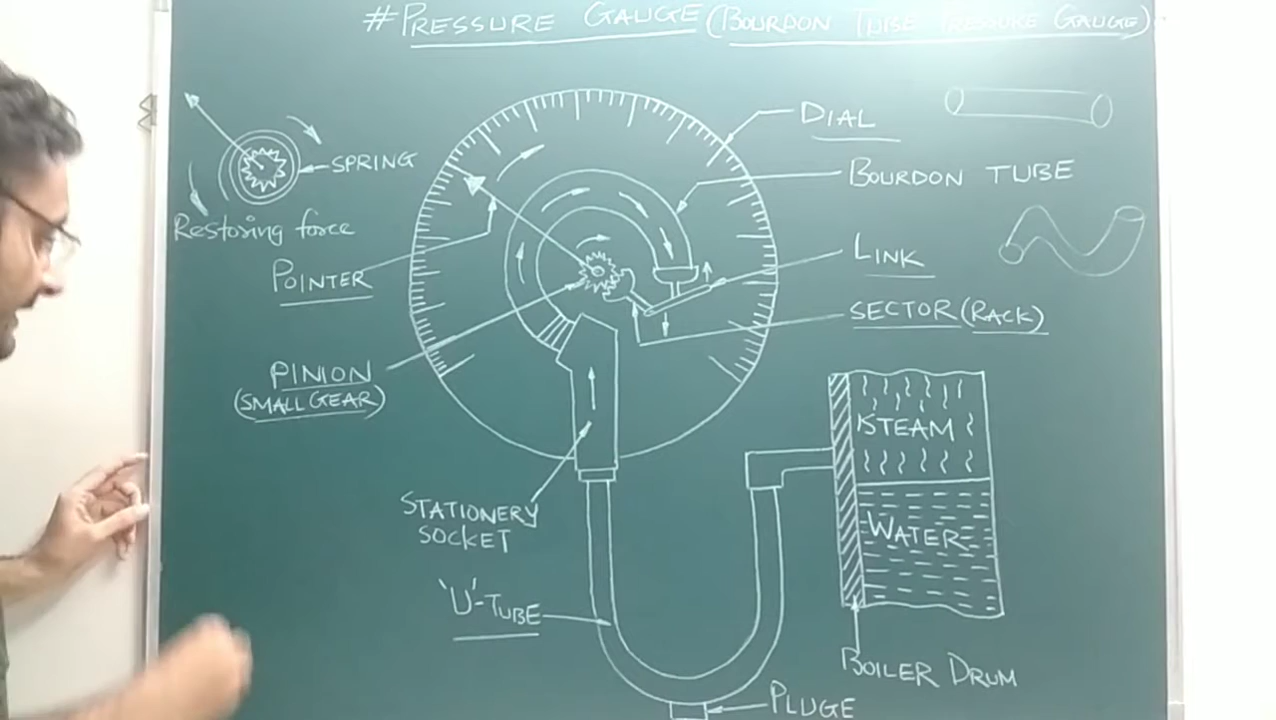 # PRESSURE GAUGE (BOURDON TUBE PRESSURE GAUGE)
DIAL
SPRING
BOURDON TUBE
Restoring force
POINTER
LINK
SECTOR (RACK)
PINION
(SMALL GEAR)
STEAM
STATIONERY
SOCKET
WATER
'U'-TUBE
BOILER DRUM
PLUGE